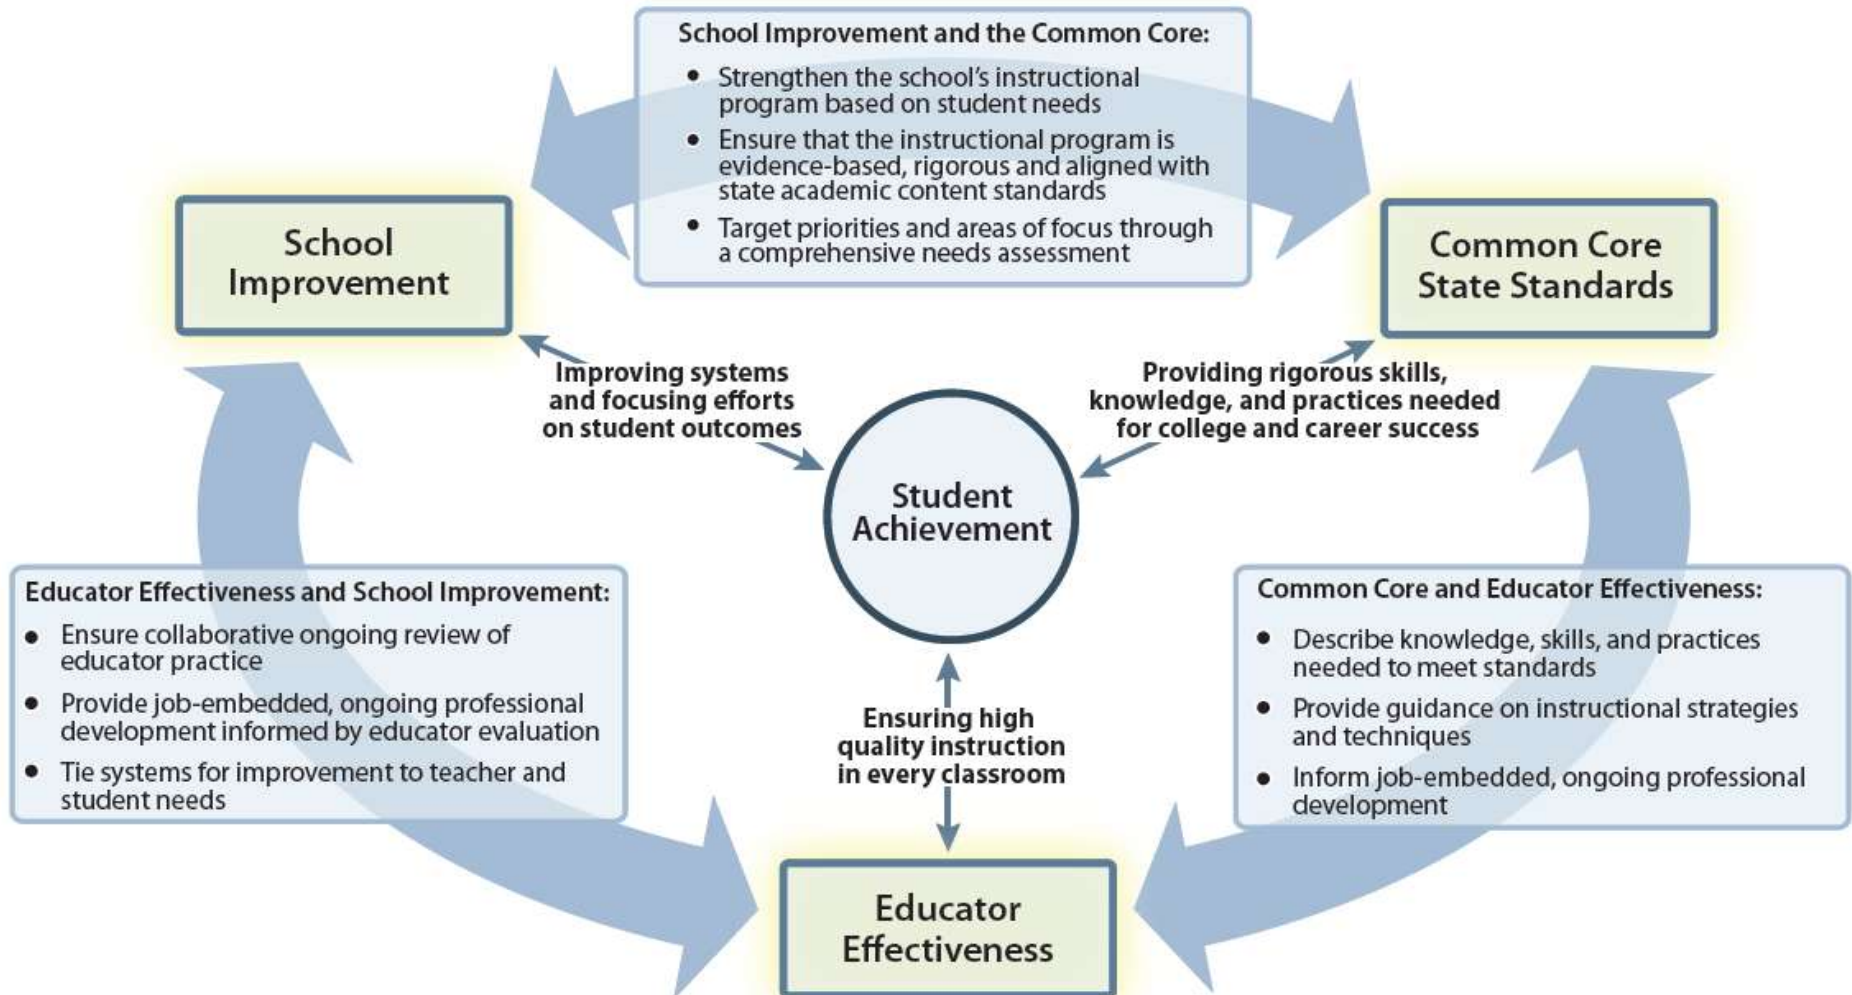 School Improvement and the Common Core:
• Strengthen the school's instructional
program based on student needs
• Ensure that the instructional program is
evidence-based, rigorous and aligned with
state academic content standards
• Target priorities and areas of focus through
a comprehensive needs assessment
School
Improvement
Common Core
State Standards
Improving systems
and focusing efforts
on student outcomes
Providing rigorous skills,
knowledge, and practices needed
for college and career success
Student
Achievement
Educator Effectiveness and School Improvement:
• Ensure collaborative ongoing review of
educator practice
• Provide job-embedded, ongoing professional
development informed by educator evaluation
• Tie systems for improvement to teacher and
student needs
Ensuring high
quality instruction
in every classroom
Common Core and Educator Effectiveness:
• Describe knowledge, skills, and practices
needed to meet standards
• Provide guidance on instructional strategies
and techniques
• Inform job-embedded, ongoing professional
development
Educator
Effectiveness